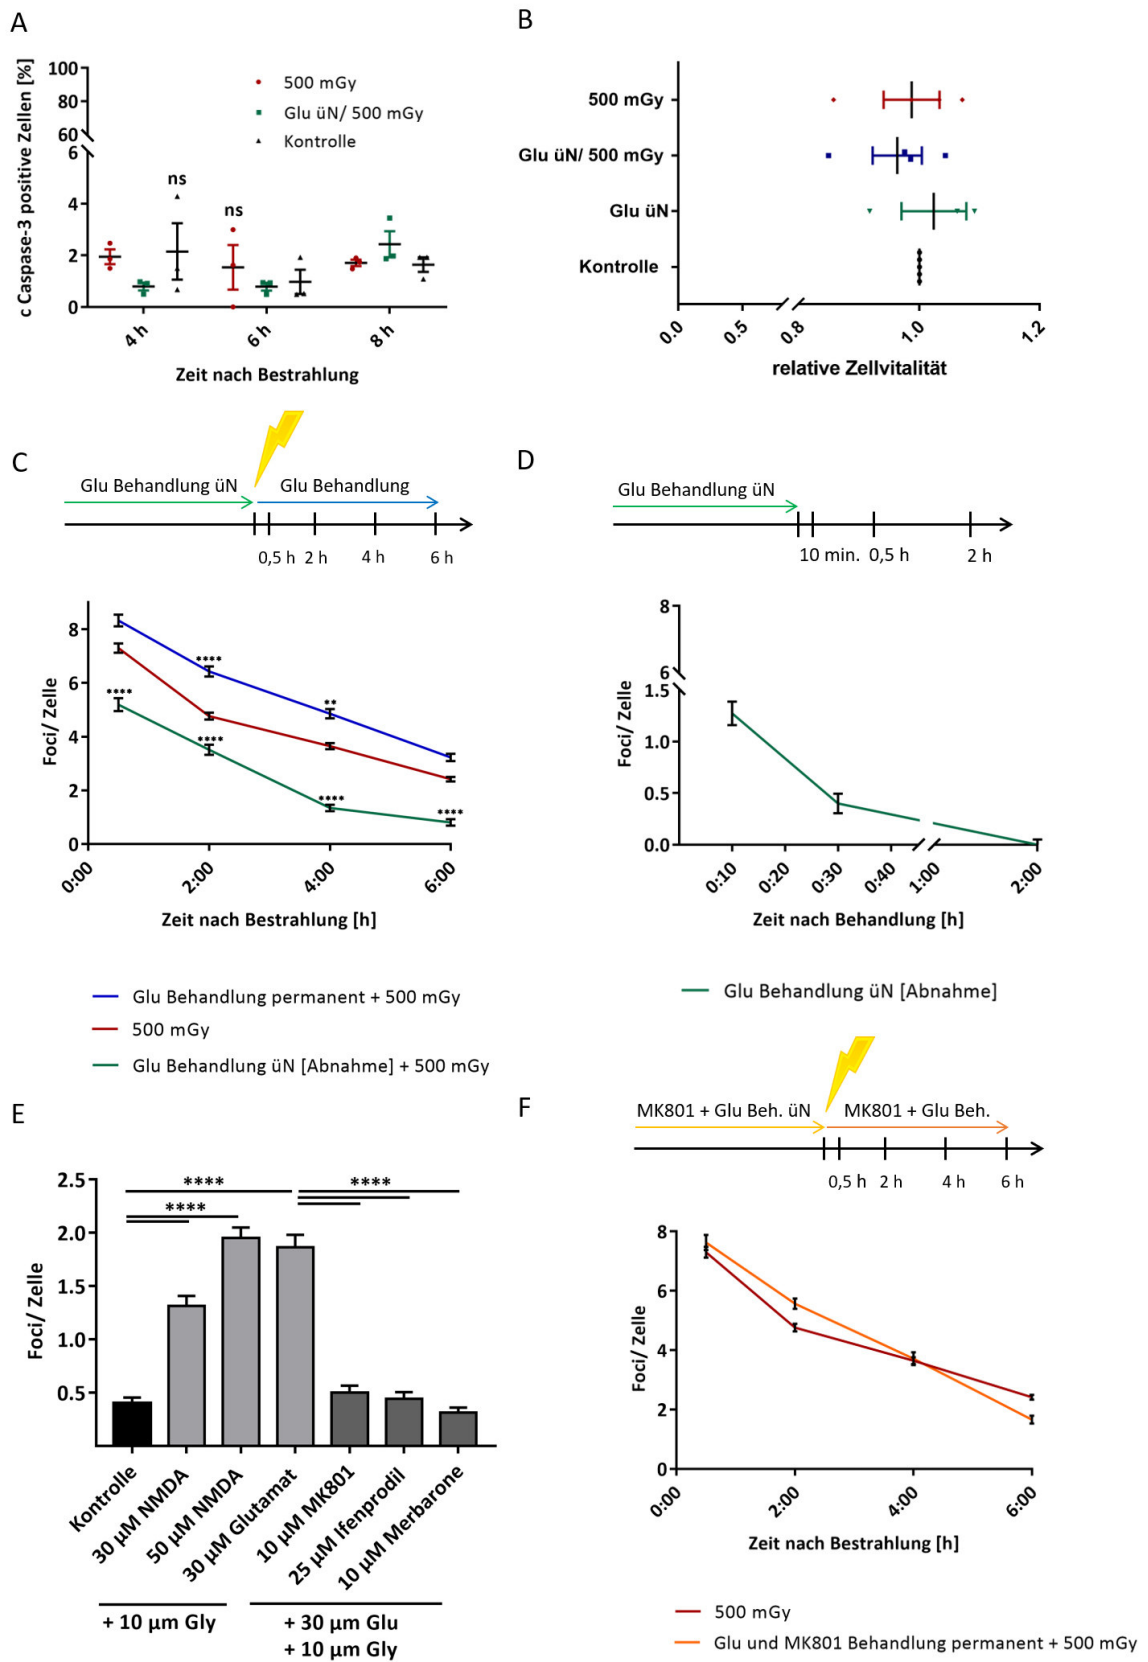 A
c Caspase-3 positive Zellen [%]
100
80
60
6
4
2
0
500 mGy
Glu üN/ 500 mGy
Kontrolle
ns
ns
4 h
6 h
8 h
Zeit nach Bestrahlung
B
500 mGy
Glu üN/ 500 mGy
Glu üN
Kontrolle
0.0
0.5
0.8
1.0
1.2
relative Zellvitalität
C
Glu Behandlung üN
Glu Behandlung
0,5 h
2 h
4 h
6 h
Foci/ Zelle
8
6
4
2
0
****
****
**
****
****
****
0:00
2:00
4:00
6:00
Zeit nach Bestrahlung [h]
Glu Behandlung permanent + 500 mGy
500 mGy
Glu Behandlung üN [Abnahme] + 500 mGy
D
Glu Behandlung üN
10 min.
0,5 h
2 h
Foci/ Zelle
8
6
1.5
1.0
0.5
0.0
0:10
0:20
0:30
0:40
1:00
2:00
Zeit nach Behandlung [h]
Glu Behandlung üN [Abnahme]
E
Foci/ Zelle
2.5
2.0
1.5
1.0
0.5
****
****
****
Kontrolle
30 µM NMDA
50 µM NMDA
30 µM Glutamat
10 µM MK801
25 µM Ifenprodil
10 µM Merbarone
+ 10 µm Gly
+ 30 µm Glu
+ 10 µm Gly
F
MK801 + Glu Beh. üN
MK801 + Glu Beh.
0,5 h
2 h
4 h
6 h
Foci/ Zelle
8
6
4
2
0
0:00
2:00
4:00
6:00
Zeit nach Bestrahlung [h]
500 mGy
Glu und MK801 Behandlung permanent + 500 mGy